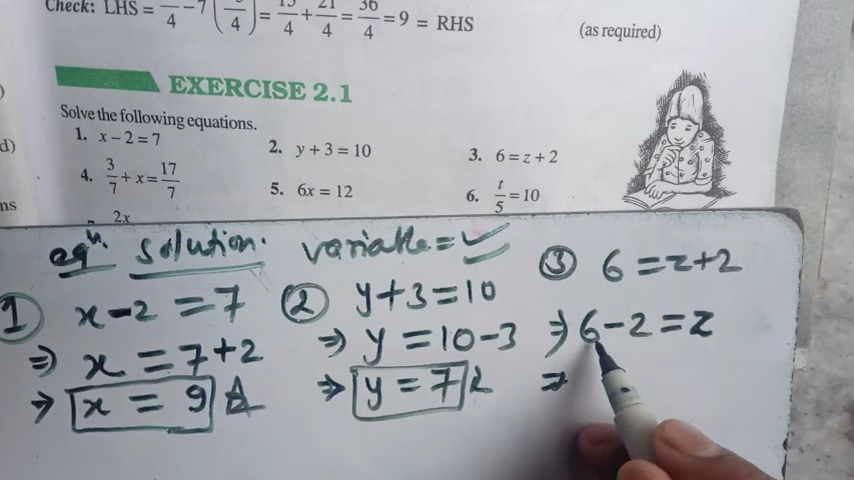 Check: LHS = /4 - 7 ( /4 ) = 15/4 + 21/4 = 36/4 = 9 = RHS (as required)
EXERCISE 2.1
Solve the following equations.
1. x - 2 = 7 2. y + 3 = 10 3. 6 = z + 2
4. 3/7 + x = 17/7 5. 6x = 12 6. t/5 = 10
2x
d)
ns
eqn. solution. variable = ✓
① x - 2 = 7
⇒ x = 7 + 2
⇒ x = 9
② y + 3 = 10
⇒ y = 10 - 3
⇒ y = 7
③ 6 = z + 2
⇒ 6 - 2 = z
⇒